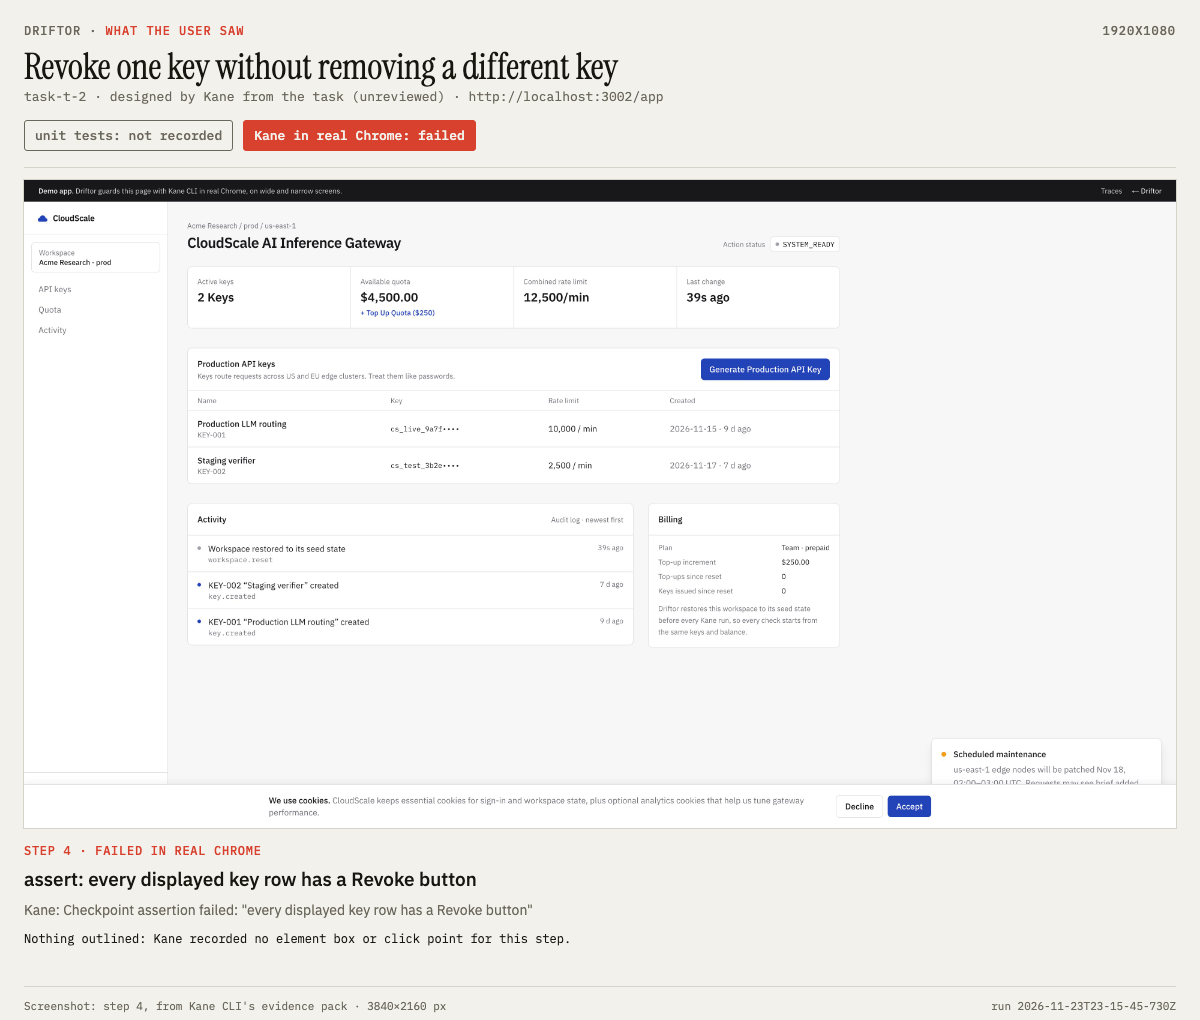 DRIFTOR · WHAT THE USER SAW
1920X1080
Revoke one key without removing a different key
task-t-2 · designed by Kane from the task (unreviewed) · http://localhost:3002/app
unit tests: not recorded
Kane in real Chrome: failed
Demo app. Driftor guards this page with Kane CLI in real Chrome, on wide and narrow screens.
Traces
← Driftor
CloudScale
Workspace
Acme Research · prod
API keys
Quota
Activity
Acme Research / prod / us-east-1
CloudScale AI Inference Gateway
Action status
SYSTEM_READY
Active keys
2 Keys
Available quota
$4,500.00
+ Top Up Quota ($250)
Combined rate limit
12,500/min
Last change
39s ago
Production API keys
Keys route requests across US and EU edge clusters. Treat them like passwords.
Generate Production API Key
Name Key Rate limit Created
Production LLM routing
KEY-001
cs_live_9a7f••••
10,000 / min
2026-11-15 · 9 d ago
Staging verifier
KEY-002
cs_test_3b2e••••
2,500 / min
2026-11-17 · 7 d ago
Activity
Audit log · newest first
Workspace restored to its seed state
workspace.reset
39s ago
KEY-002 “Staging verifier” created
key.created
7 d ago
KEY-001 “Production LLM routing” created
key.created
9 d ago
Billing
Plan Team · prepaid
Top-up increment $250.00
Top-ups since reset 0
Keys issued since reset 0
Driftor restores this workspace to its seed state
before every Kane run, so every check starts from
the same keys and balance.
Scheduled maintenance
us-east-1 edge nodes will be patched Nov 18,
02:00–03:00 UTC. Requests may see brief added
We use cookies. CloudScale keeps essential cookies for sign-in and workspace state, plus optional analytics cookies that help us tune gateway
performance.
Decline
Accept
STEP 4 · FAILED IN REAL CHROME
assert: every displayed key row has a Revoke button
Kane: Checkpoint assertion failed: "every displayed key row has a Revoke button"
Nothing outlined: Kane recorded no element box or click point for this step.
Screenshot: step 4, from Kane CLI's evidence pack · 3840×2160 px
run 2026-11-23T23-15-45-730Z